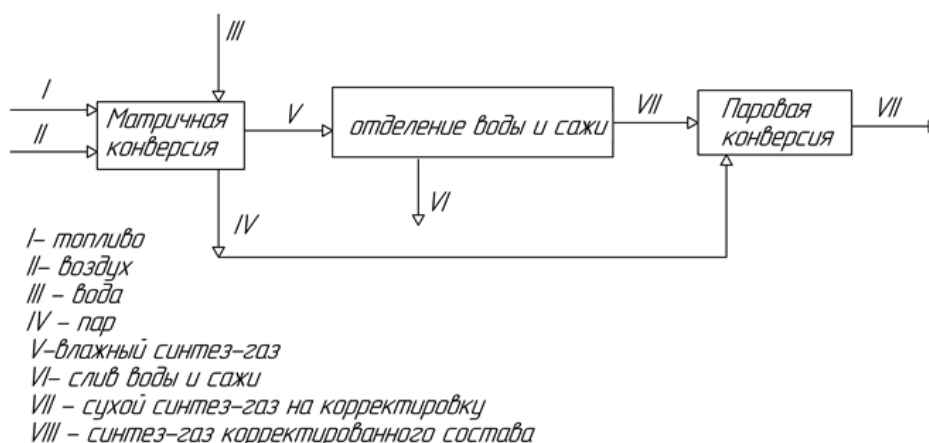 III
I
II
Матричная
конверсия
V
отделение воды и сажи
VII
Паровая
конверсия
VII
VI
IV
I- топливо
II- воздух
III - вода
IV - пар
V-влажный синтез-газ
VI- слив воды и сажи
VII - сухой синтез-газ на корректировку
VIII - синтез-газ корректированного состава